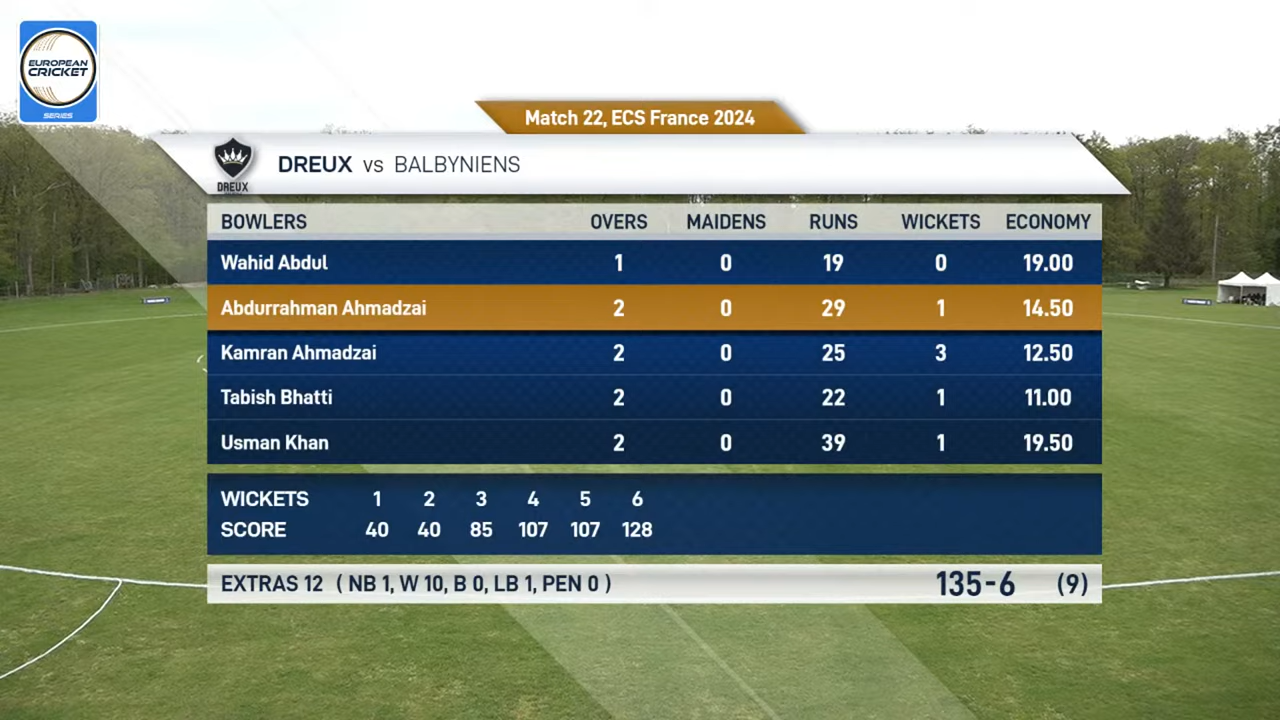 EUROPEAN
CRICKET
SERIES
Match 22, ECS France 2024
DREUX
DREUX vs BALBYNIENS
BOWLERS OVERS MAIDENS RUNS WICKETS ECONOMY
Wahid Abdul 1 0 19 0 19.00
Abdurrahman Ahmadzai 2 0 29 1 14.50
Kamran Ahmadzai 2 0 25 3 12.50
Tabish Bhatti 2 0 22 1 11.00
Usman Khan 2 0 39 1 19.50
WICKETS 1 2 3 4 5 6
SCORE 40 40 85 107 107 128
EXTRAS 12 ( NB 1, W 10, B 0, LB 1, PEN 0 ) 135-6 (9)